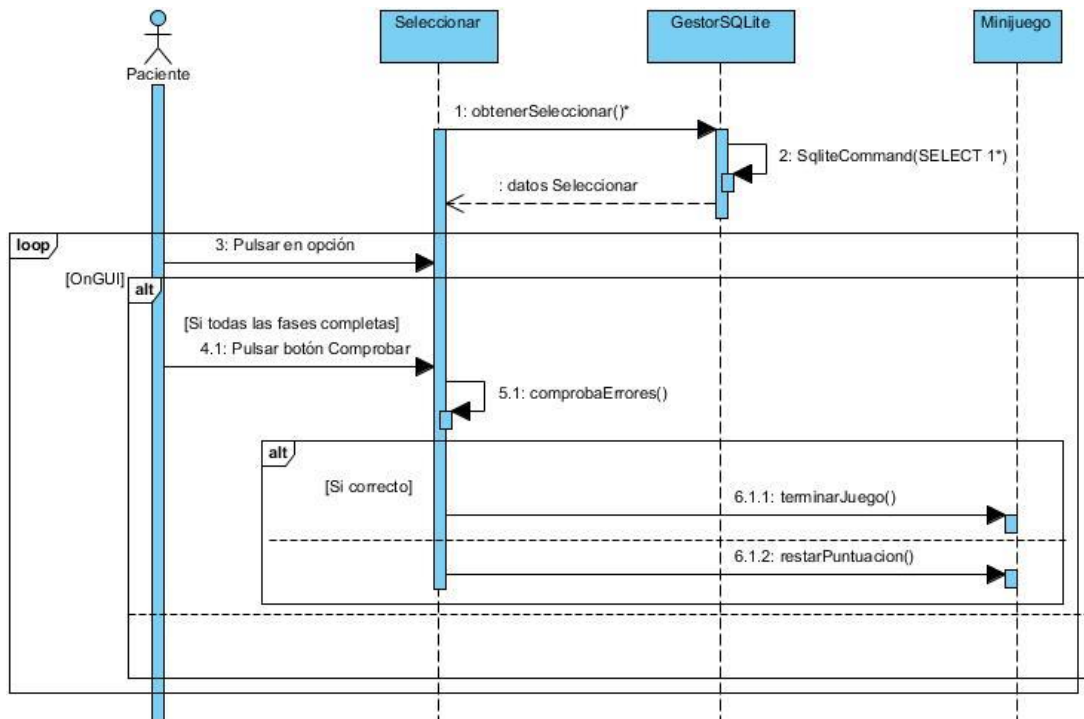 Seleccionar
GestorSQLite
Minijuego
Paciente
1: obtenerSeleccionar()*
2: SqliteCommand(SELECT 1*)
: datos Seleccionar
loop
3: Pulsar en opción
[OnGUI]
alt
[Si todas las fases completas]
4.1: Pulsar botón Comprobar
5.1: comprobaErrores()
alt
[Si correcto]
6.1.1: terminarJuego()
6.1.2: restarPuntuacion()